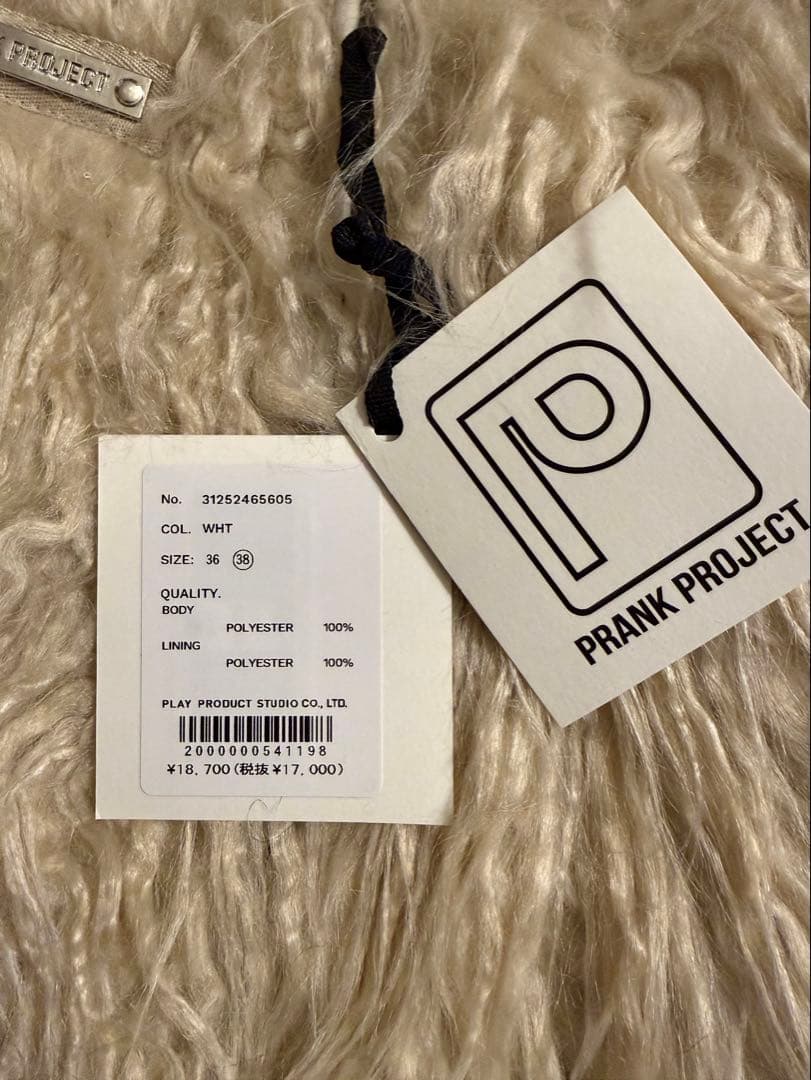 PROJECT
PRANK PROJECT
No. 31252465605
COL. WHT
SIZE: 36 38
QUALITY.
BODY
POLYESTER 100%
LINING
POLYESTER 100%
PLAY PRODUCT STUDIO CO., LTD.
2000000541198
¥18,700(税抜¥17,000)